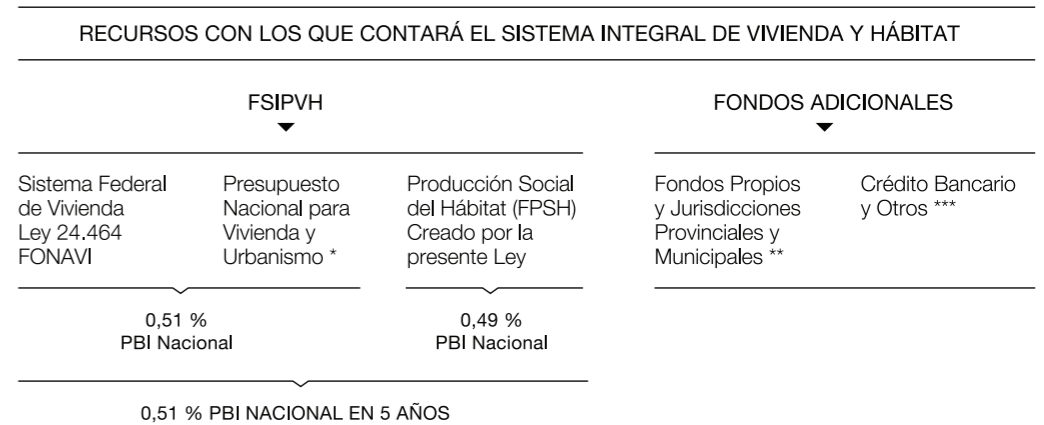 RECURSOS CON LOS QUE CONTARÁ EL SISTEMA INTEGRAL DE VIVIENDA Y HÁBITAT
FSIPVH
Sistema Federal
de Vivienda
Ley 24.464
FONAVI
Presupuesto
Nacional para
Vivienda y
Urbanismo *
Producción Social
del Hábitat (FPSH)
Creado por la
presente Ley
0,51 %
PBI Nacional
0,49 %
PBI Nacional
0,51 % PBI NACIONAL EN 5 AÑOS
FONDOS ADICIONALES
Fondos Propios
y Jurisdicciones
Provinciales y
Municipales **
Crédito Bancario
y Otros ***